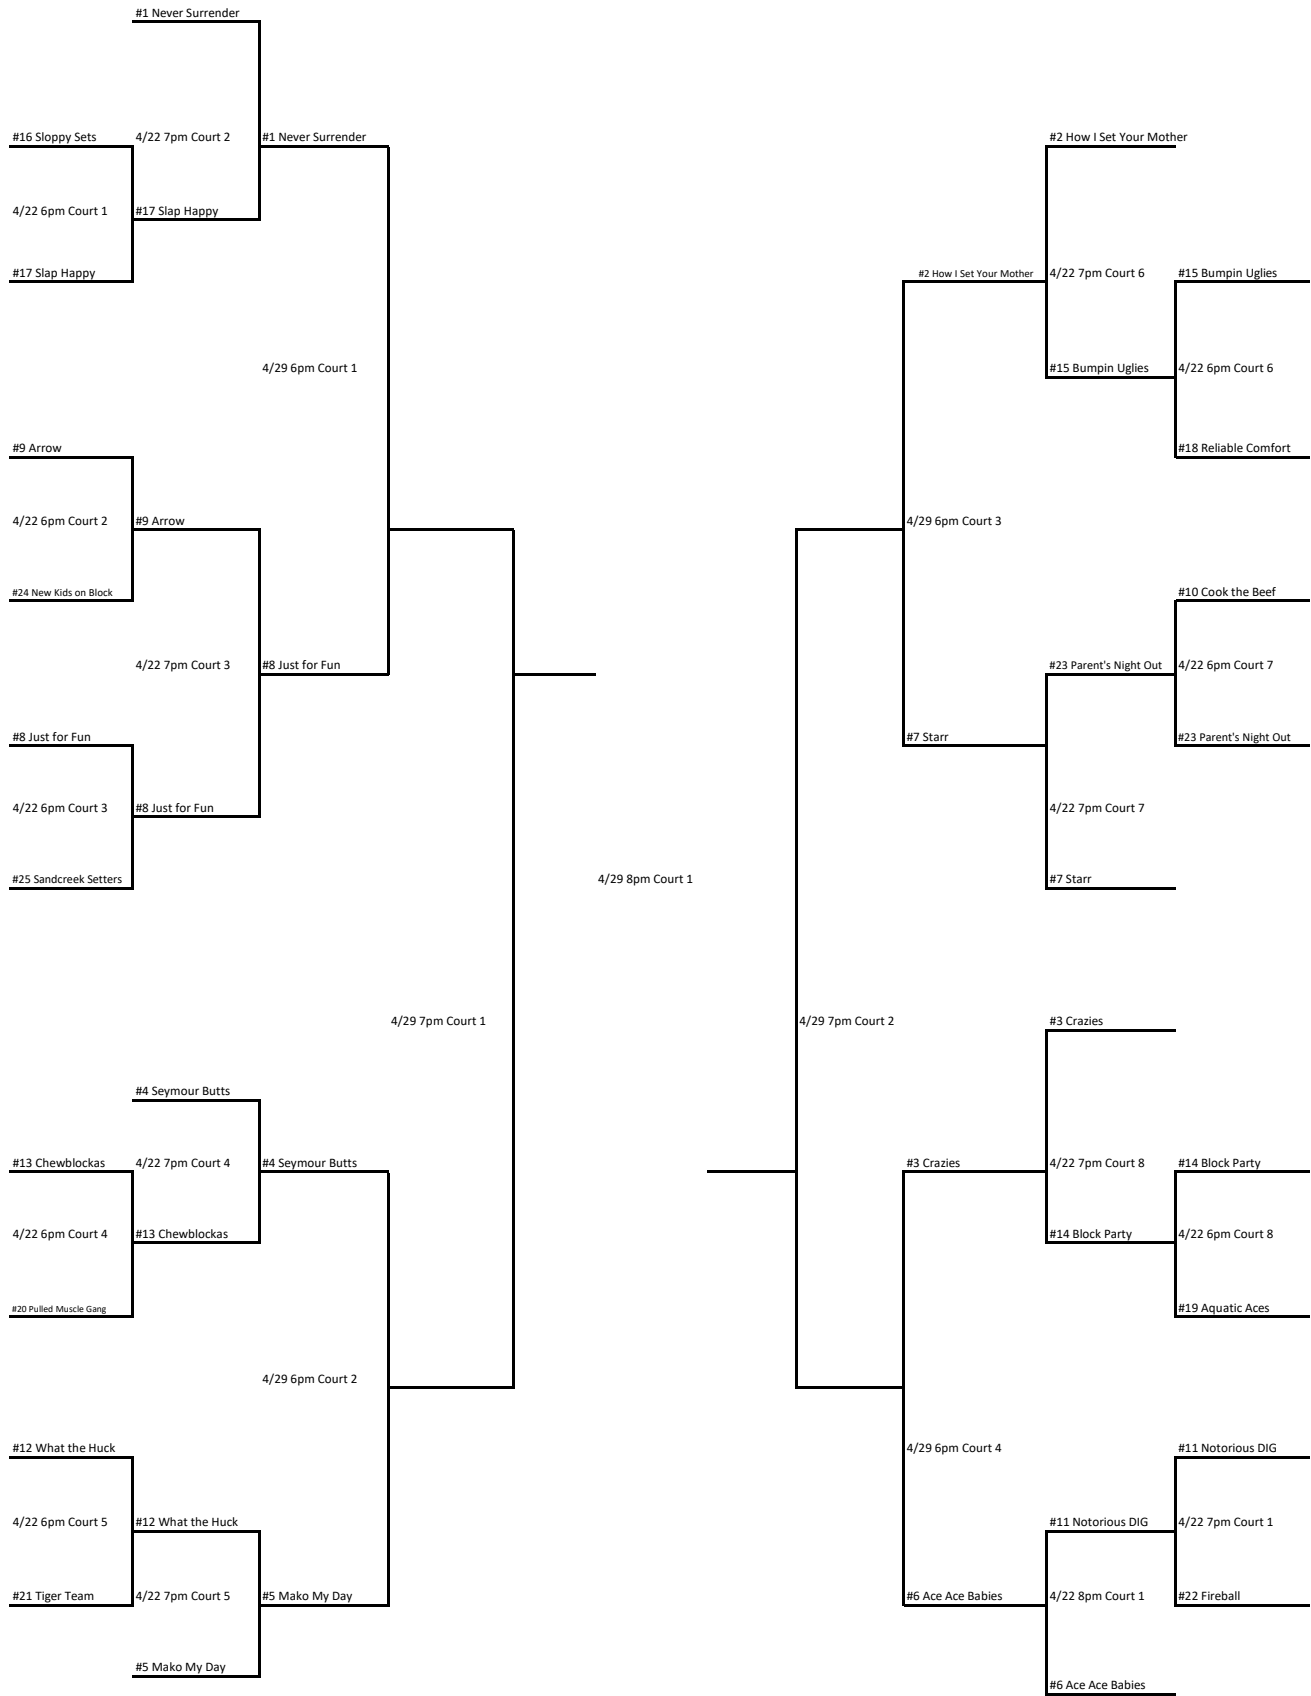 #1 Never Surrender
#16 Sloppy Sets
4/22 7pm Court 2
#1 Never Surrender
4/22 6pm Court 1
#17 Slap Happy
#17 Slap Happy
4/29 6pm Court 1
#9 Arrow
4/22 6pm Court 2
#9 Arrow
#24 New Kids on Block
4/22 7pm Court 3
#8 Just for Fun
#8 Just for Fun
4/22 6pm Court 3
#8 Just for Fun
#25 Sandcreek Setters
4/29 7pm Court 1
#4 Seymour Butts
#13 Chewblockas
4/22 7pm Court 4
#4 Seymour Butts
4/22 6pm Court 4
#13 Chewblockas
#20 Pulled Muscle Gang
4/29 6pm Court 2
#12 What the Huck
4/22 6pm Court 5
#12 What the Huck
#21 Tiger Team
4/22 7pm Court 5
#5 Mako My Day
#5 Mako My Day
4/29 8pm Court 1
#2 How I Set Your Mother
#2 How I Set Your Mother
4/22 7pm Court 6
#15 Bumpin Uglies
#15 Bumpin Uglies
4/22 6pm Court 6
#18 Reliable Comfort
4/29 6pm Court 3
#10 Cook the Beef
#23 Parent's Night Out
4/22 6pm Court 7
#7 Starr
#23 Parent's Night Out
4/22 7pm Court 7
#7 Starr
4/29 7pm Court 2
#3 Crazies
#3 Crazies
4/22 7pm Court 8
#14 Block Party
#14 Block Party
4/22 6pm Court 8
#19 Aquatic Aces
4/29 6pm Court 4
#11 Notorious DIG
#11 Notorious DIG
4/22 7pm Court 1
#6 Ace Ace Babies
4/22 8pm Court 1
#22 Fireball
#6 Ace Ace Babies